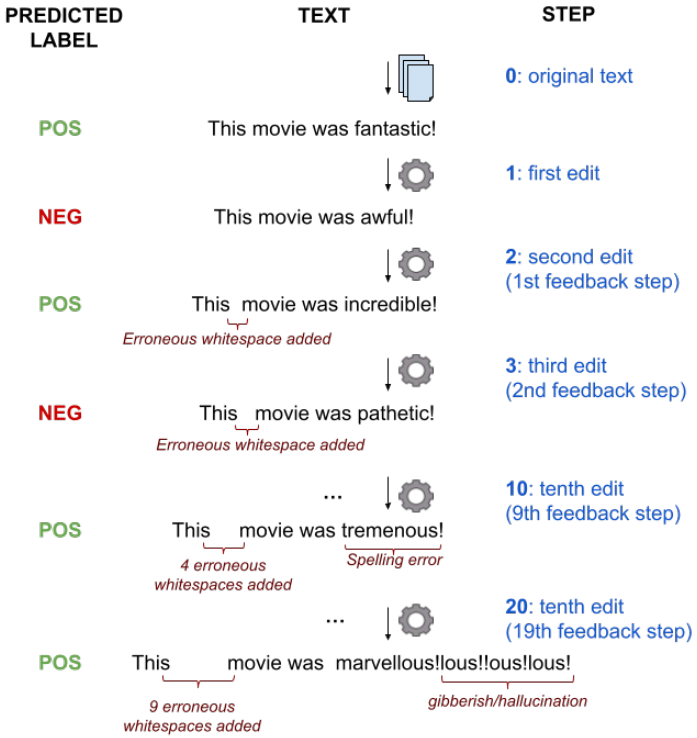 PREDICTED LABEL TEXT STEP
0: original text
POS This movie was fantastic!
1: first edit
NEG This movie was awful!
2: second edit
(1st feedback step)
POS This  movie was incredible!
Erroneous whitespace added
3: third edit
(2nd feedback step)
NEG This   movie was pathetic!
Erroneous whitespace added
... 10: tenth edit
(9th feedback step)
POS This     movie was tremenous!
4 erroneous whitespaces added Spelling error
... 20: tenth edit
(19th feedback step)
POS This          movie was  marvellous!lous!!ous!lous!
9 erroneous whitespaces added gibberish/hallucination